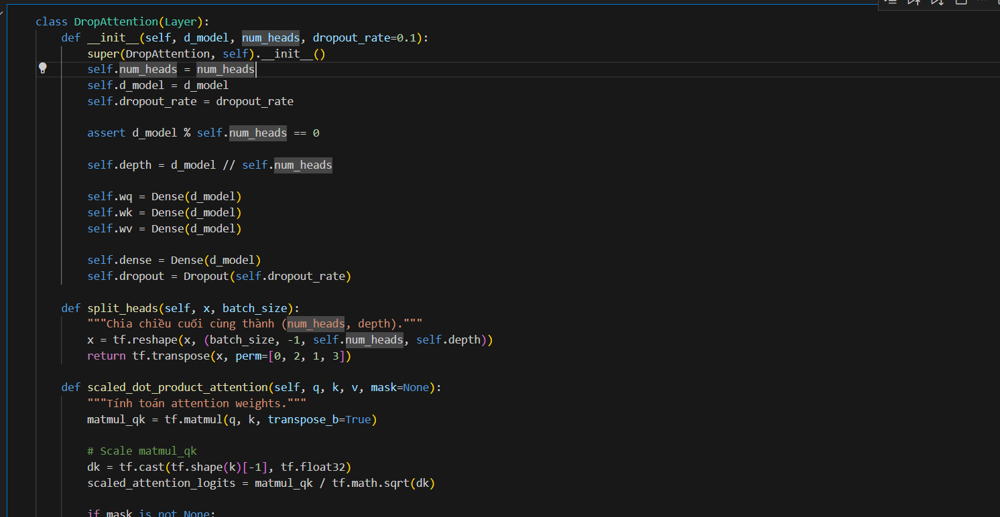 class DropAttention(Layer):
    def __init__(self, d_model, num_heads, dropout_rate=0.1):
        super(DropAttention, self).__init__()
        self.num_heads = num_heads
        self.d_model = d_model
        self.dropout_rate = dropout_rate

        assert d_model % self.num_heads == 0

        self.depth = d_model // self.num_heads

        self.wq = Dense(d_model)
        self.wk = Dense(d_model)
        self.wv = Dense(d_model)

        self.dense = Dense(d_model)
        self.dropout = Dropout(self.dropout_rate)

    def split_heads(self, x, batch_size):
        """Chia chiều cuối cùng thành (num_heads, depth)."""
        x = tf.reshape(x, (batch_size, -1, self.num_heads, self.depth))
        return tf.transpose(x, perm=[0, 2, 1, 3])

    def scaled_dot_product_attention(self, q, k, v, mask=None):
        """Tính toán attention weights."""
        matmul_qk = tf.matmul(q, k, transpose_b=True)

        # Scale matmul_qk
        dk = tf.cast(tf.shape(k)[-1], tf.float32)
        scaled_attention_logits = matmul_qk / tf.math.sqrt(dk)

        if mask is not None: